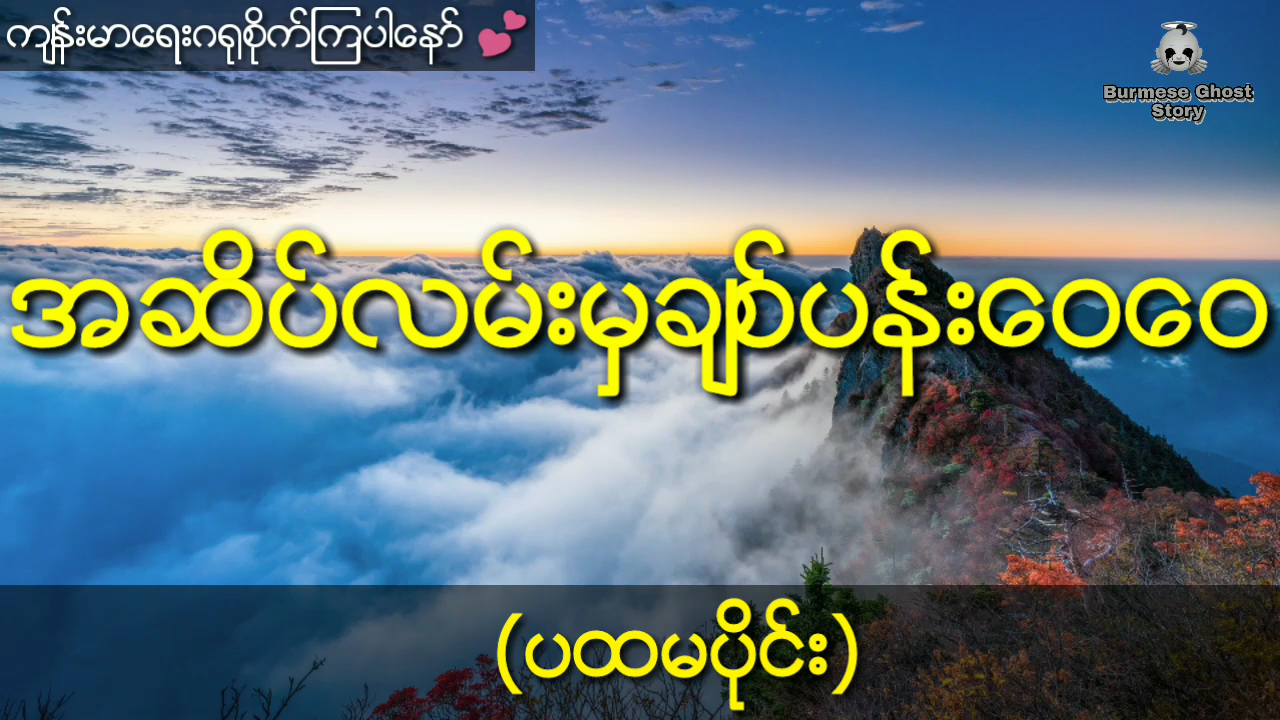 ကျန်းမာရေးဂရုစိုက်ကြပါနော် 💕
Burmese Ghost
Story
အဆိပ်လမ်းမှချစ်ာပန်းဝေဝေ
(ပထမပိုင်း)